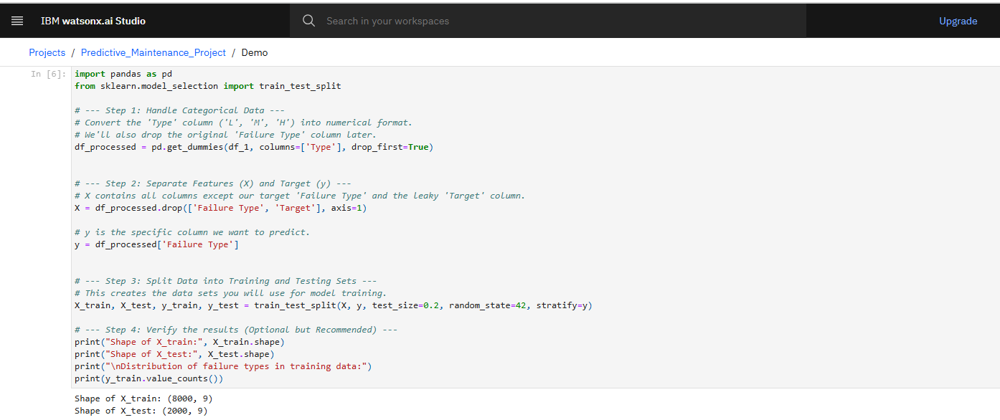 IBM watsonx.ai Studio
Search in your workspaces
Upgrade
Projects / Predictive_Maintenance_Project / Demo
In [6]:
import pandas as pd
from sklearn.model_selection import train_test_split
# --- Step 1: Handle Categorical Data ---
# Convert the 'Type' column ('L', 'M', 'H') into numerical format.
# We'll also drop the original 'Failure Type' column later.
df_processed = pd.get_dummies(df_1, columns=['Type'], drop_first=True)
# --- Step 2: Separate Features (X) and Target (y) ---
# X contains all columns except our target 'Failure Type' and the leaky 'Target' column.
X = df_processed.drop(['Failure Type', 'Target'], axis=1)
# y is the specific column we want to predict.
y = df_processed['Failure Type']
# --- Step 3: Split Data into Training and Testing Sets ---
# This creates the data sets you will use for model training.
X_train, X_test, y_train, y_test = train_test_split(X, y, test_size=0.2, random_state=42, stratify=y)
# --- Step 4: Verify the results (Optional but Recommended) ---
print("Shape of X_train:", X_train.shape)
print("Shape of X_test:", X_test.shape)
print("\nDistribution of failure types in training data:")
print(y_train.value_counts())
Shape of X_train: (8000, 9)
Shape of X_test: (2000, 9)